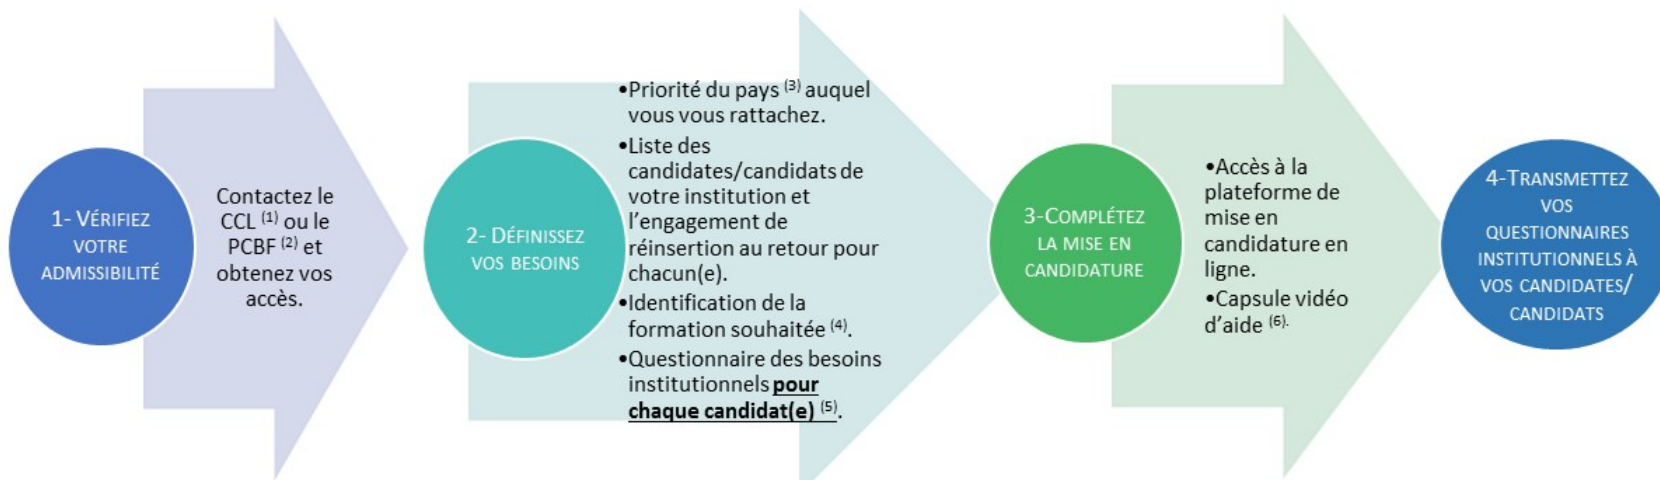 1- VÉRIFIEZ
VOTRE
ADMISSIBILITÉ
Contactez le
CCL (1) ou le
PCBF (2) et
obtenez vos
accès.
2- DÉFINISSEZ
VOS BESOINS
•Priorité du pays (3) auquel
vous vous rattachez.
•Liste des
candidates/candidats de
votre institution et
l’engagement de
réinsertion au retour pour
chacun(e).
•Identification de la
formation souhaitée (4).
•Questionnaire des besoins
institutionnels pour
chaque candidat(e) (5).
3-COMPLÉTEZ
LA MISE EN
CANDIDATURE
•Accès à la
plateforme de
mise en
candidature en
ligne.
•Capsule vidéo
d’aide (6).
4-TRANSMETTEZ
VOS
QUESTIONNAIRES
INSTITUTIONNELS À
VOS CANDIDATES/
CANDIDATS